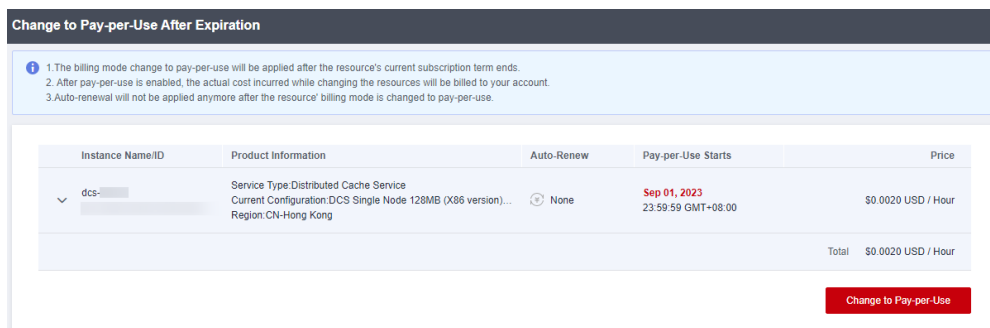 Change to Pay-per-Use After Expiration
1.The billing mode change to pay-per-use will be applied after the resource's current subscription term ends.
2. After pay-per-use is enabled, the actual cost incurred while changing the resources will be billed to your account.
3.Auto-renewal will not be applied anymore after the resource' billing mode is changed to pay-per-use.
Instance Name/ID Product Information Auto-Renew Pay-per-Use Starts Price
dcs-
Service Type:Distributed Cache Service
Current Configuration:DCS Single Node 128MB (X86 version)...
Region:CN-Hong Kong
None
Sep 01, 2023
23:59:59 GMT+08:00
$0.0020 USD / Hour
Total $0.0020 USD / Hour
Change to Pay-per-Use